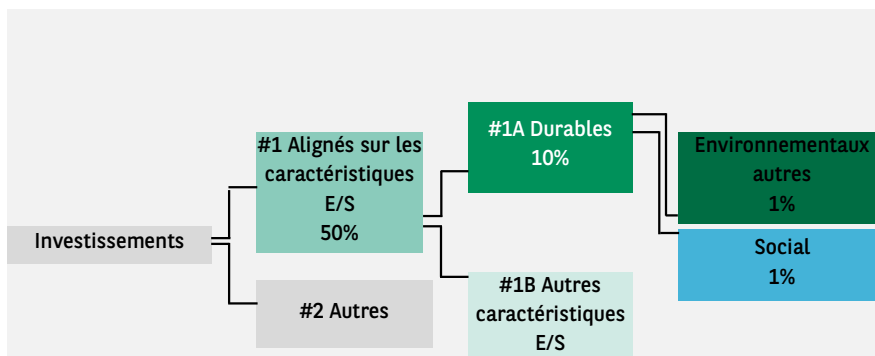 Investissements
#1 Alignés sur les
caractéristiques
E/S
50%
#2 Autres
#1A Durables
10%
#1B Autres
caractéristiques
E/S
Environnementaux
autres
1%
Social
1%